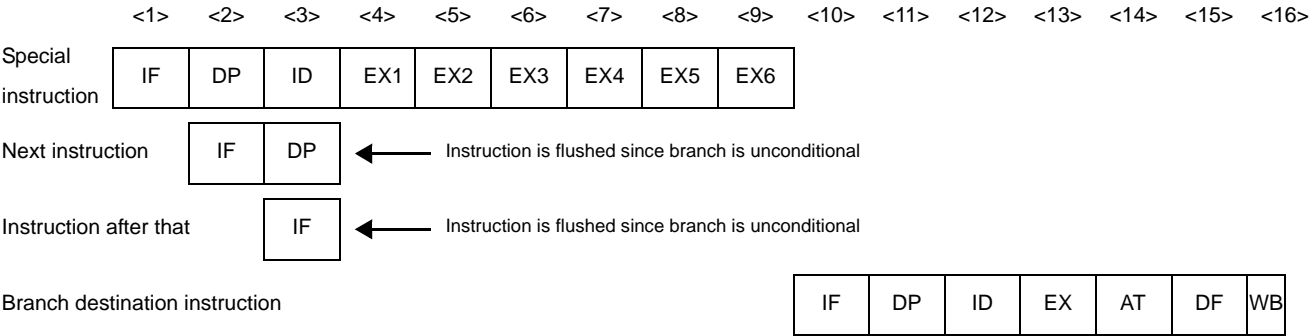 <1> <2> <3> <4> <5> <6> <7> <8> <9> <10> <11> <12> <13> <14> <15> <16>
Special
instruction
IF DP ID EX1 EX2 EX3 EX4 EX5 EX6
Next instruction IF DP Instruction is flushed since branch is unconditional
Instruction after that IF Instruction is flushed since branch is unconditional
Branch destination instruction IF DP ID EX AT DF WB